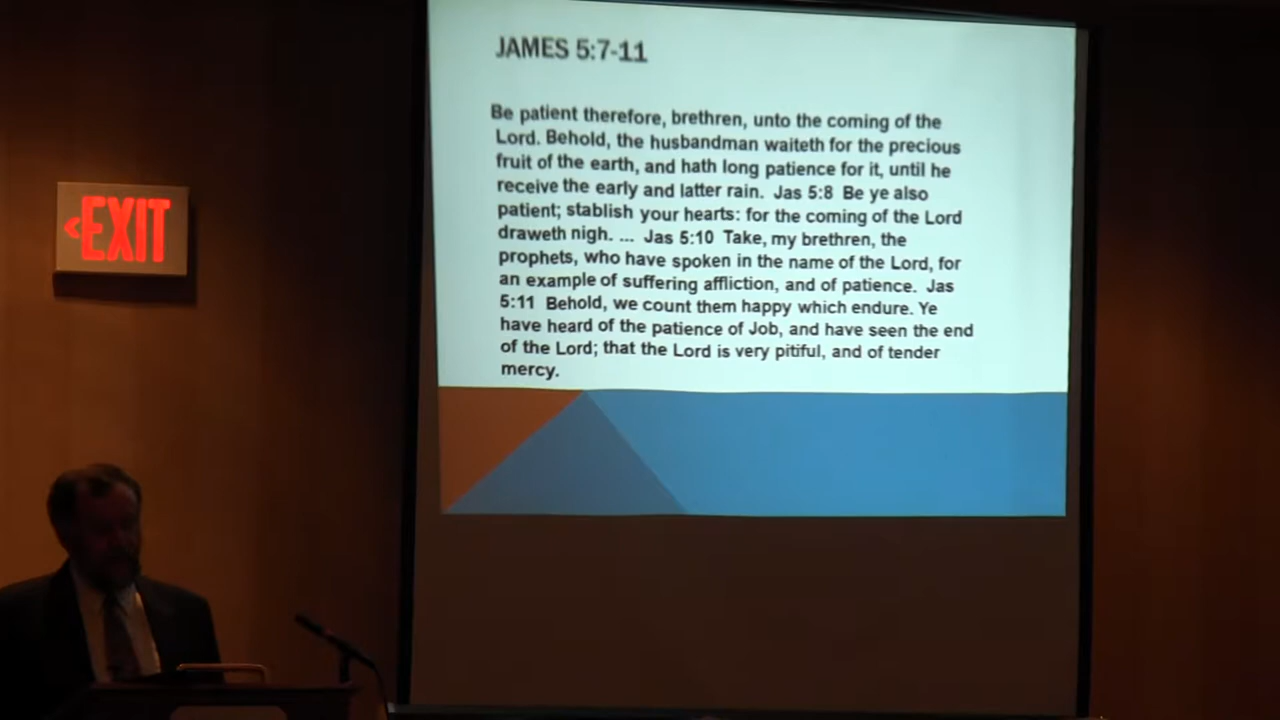 JAMES 5:7-11
Be patient therefore, brethren, unto the coming of the
Lord. Behold, the husbandman waiteth for the precious
fruit of the earth, and hath long patience for it, until he
receive the early and latter rain.  Jas 5:8  Be ye also
patient; stablish your hearts: for the coming of the Lord
draweth nigh. ...  Jas 5:10  Take, my brethren, the
prophets, who have spoken in the name of the Lord, for
an example of suffering affliction, and of patience.  Jas
5:11  Behold, we count them happy which endure. Ye
have heard of the patience of Job, and have seen the end
of the Lord; that the Lord is very pitiful, and of tender
mercy.
<EXIT